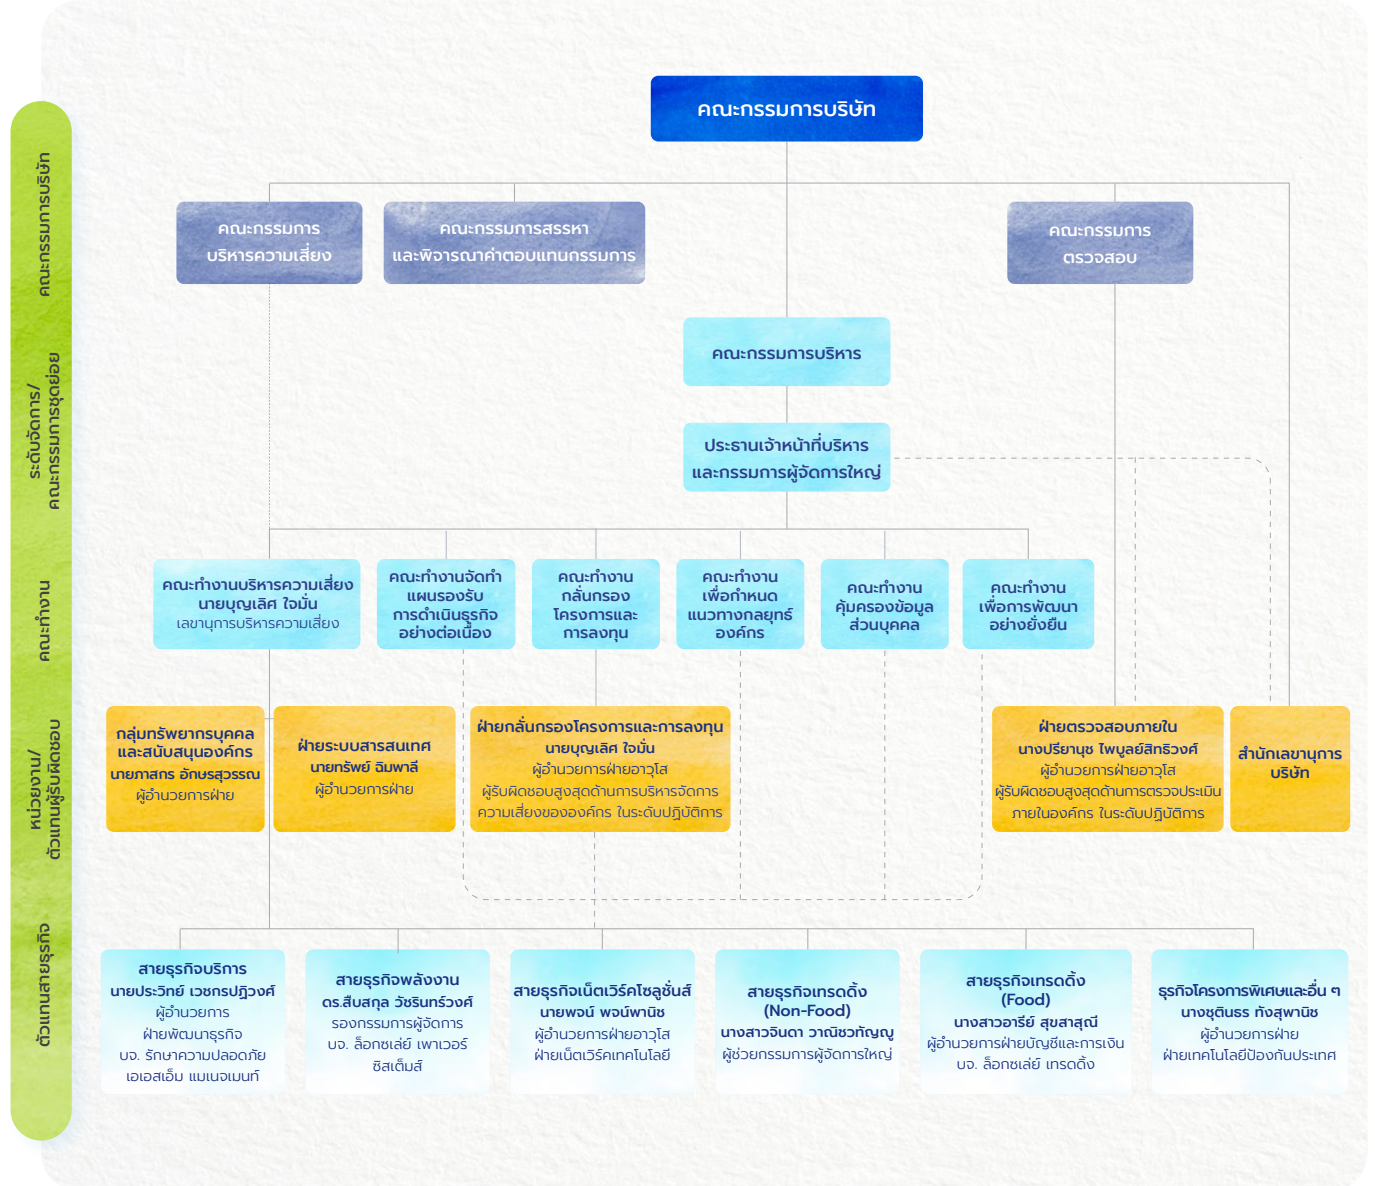 คณะกรรมการบริษัท
คณะกรรมการบริษัท
คณะกรรมการ
บริหารความเสี่ยง
คณะกรรมการสรรหา
และพิจารณาค่าตอบแทนกรรมการ
คณะกรรมการ
ตรวจสอบ
ระดับจัดการ/
คณะกรรมการชุดย่อย
คณะกรรมการบริหาร
ประธานเจ้าหน้าที่บริหาร
และกรรมการผู้จัดการใหญ่
คณะทำงาน
คณะทำงานบริหารความเสี่ยง
นายบุญเลิศ ใจมั่น
เลขานุการบริหารความเสี่ยง
คณะทำงานจัดทำ
แผนรองรับ
การดำเนินธุรกิจ
อย่างต่อเนื่อง
คณะทำงาน
กลั่นกรอง
โครงการและ
การลงทุน
คณะทำงาน
เพื่อกำหนด
แนวทางกลยุทธ์
องค์กร
คณะทำงาน
คุ้มครองข้อมูล
ส่วนบุคคล
คณะทำงาน
เพื่อการพัฒนา
อย่างยั่งยืน
หน่วยงาน/
ตัวแทนผู้รับผิดชอบ
กลุ่มทรัพยากรบุคคล
และสนับสนุนองค์กร
นายภาสกร อักษรสุวรรณ
ผู้อำนวยการฝ่าย
ฝ่ายระบบสารสนเทศ
นายทรัพย์ ฉิมพาลี
ผู้อำนวยการฝ่าย
ฝ่ายกลั่นกรองโครงการและการลงทุน
นายบุญเลิศ ใจมั่น
ผู้อำนวยการฝ่ายอาวุโส
ผู้รับผิดชอบสูงสุดด้านการบริหารจัดการ
ความเสี่ยงขององค์กร ในระดับปฏิบัติการ
ฝ่ายตรวจสอบภายใน
นางปรียานุช ไพบูลย์สิทธิวงศ์
ผู้อำนวยการฝ่ายอาวุโส
ผู้รับผิดชอบสูงสุดด้านการตรวจประเมิน
ภายในองค์กร ในระดับปฏิบัติการ
สำนักเลขานุการ
บริษัท
ตัวแทนสายธุรกิจ
สายธุรกิจบริการ
นายประวิทย์ เวชกรปฏิวงศ์
ผู้อำนวยการ
ฝ่ายพัฒนาธุรกิจ
บจ. รักษาความปลอดภัย
เอเอสเอ็ม แมเนจเมนท์
สายธุรกิจพลังงาน
ดร.สืบสกุล วัชรินทร์วงศ์
รองกรรมการผู้จัดการ
บจ. ล็อกซเล่ย์ เพาเวอร์
ซิสเต็มส์
สายธุรกิจเน็ตเวิร์คโซลูชั่นส์
นายพจน์ พจน์พานิช
ผู้อำนวยการฝ่ายอาวุโส
ฝ่ายเน็ตเวิร์คเทคโนโลยี
สายธุรกิจเทรดดิ้ง
(Non-Food)
นางสาวจินดา วาณิชวทัญญู
ผู้ช่วยกรรมการผู้จัดการใหญ่
สายธุรกิจเทรดดิ้ง
(Food)
นางสาวอารีย์ สุขสาสุณี
ผู้อำนวยการฝ่ายบัญชีและการเงิน
บจ. ล็อกซเล่ย์ เทรดดิ้ง
ธุรกิจโครงการพิเศษและอื่น ๆ
นางชุตินธร ทังสุพานิช
ผู้อำนวยการฝ่าย
ฝ่ายเทคโนโลยีป้องกันประเทศ